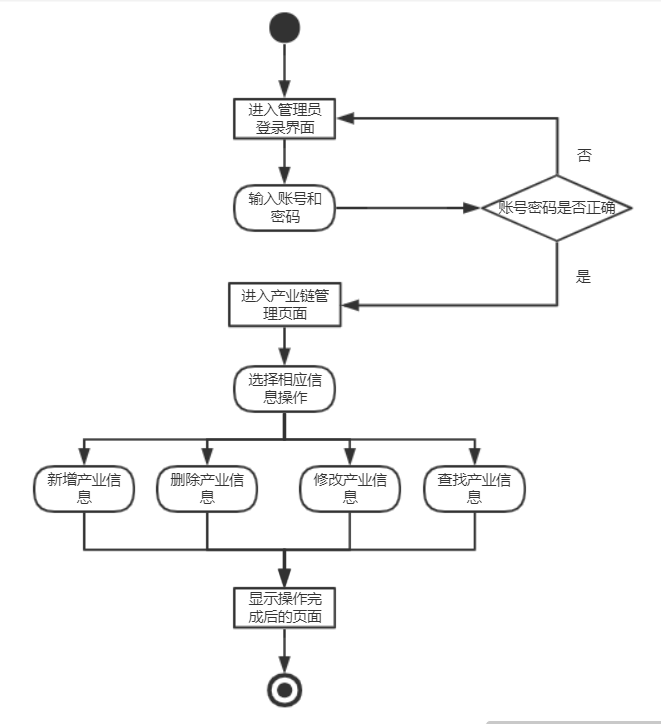 进入管理员
登录界面
否
输入账号和
密码
账号密码是否正确
是
进入产业链管
理页面
选择相应信
息操作
新增产业信
息
删除产业信
息
修改产业信
息
查找产业信
息
显示操作完
成后的页面